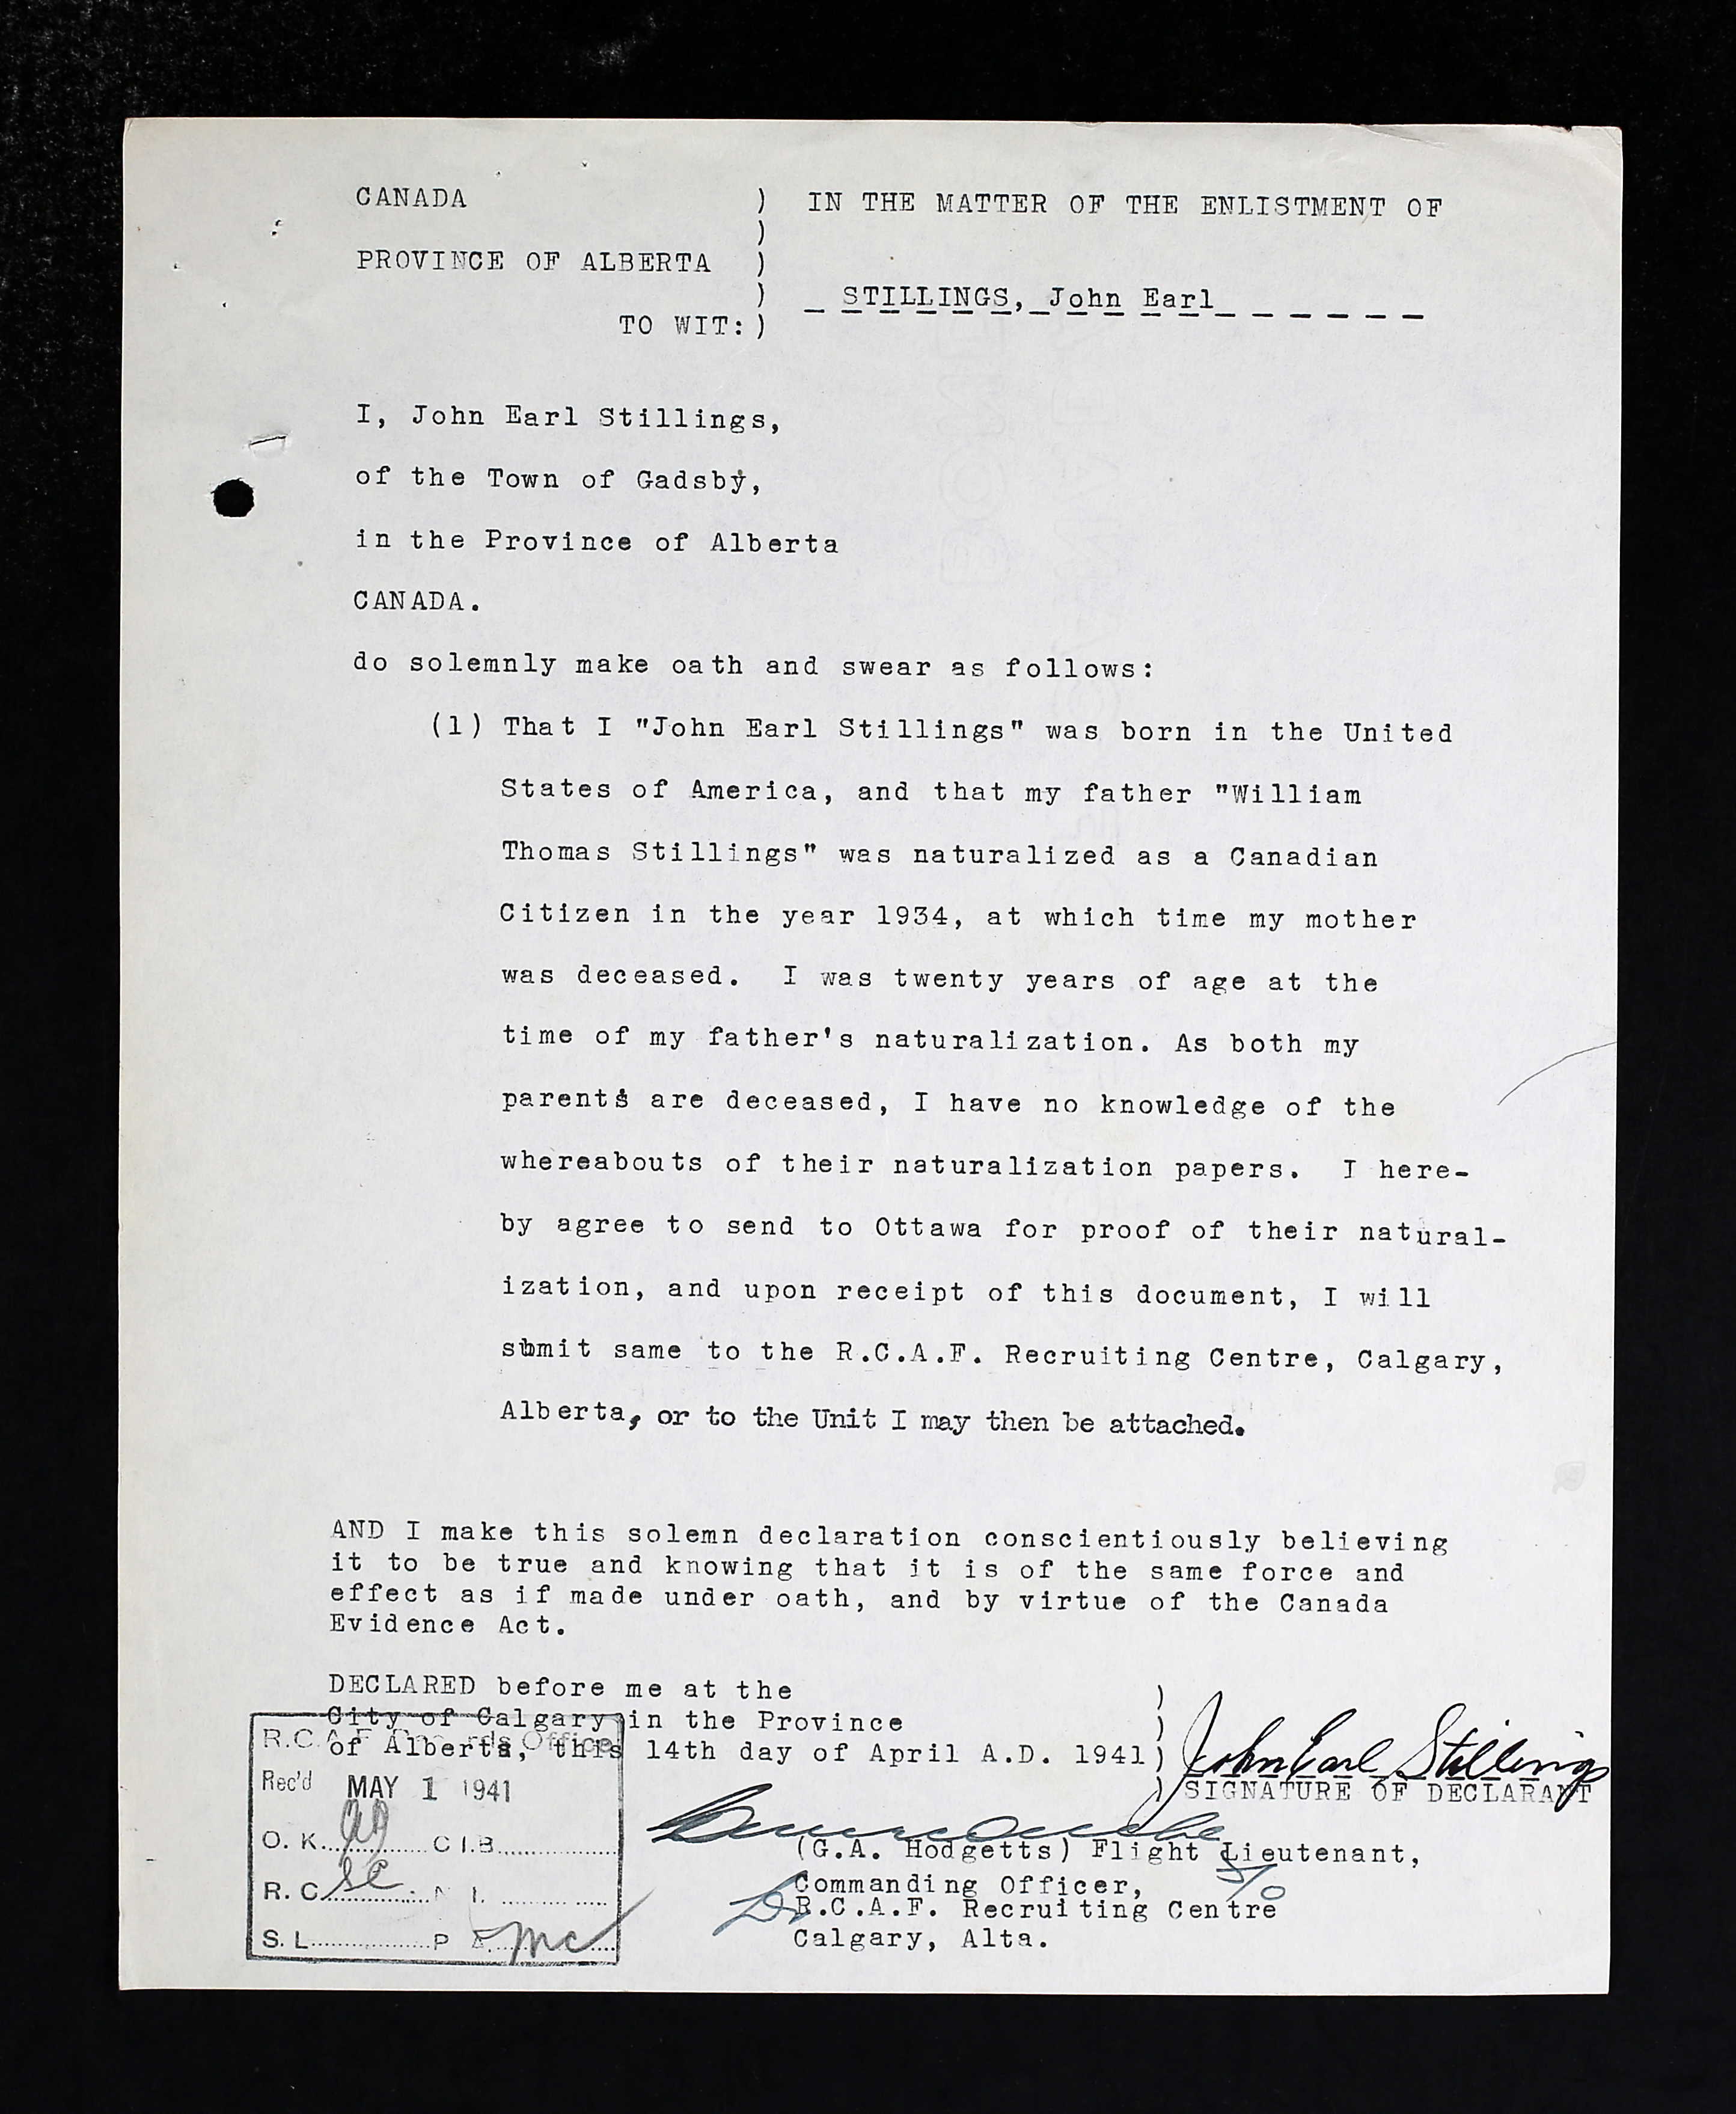 CANADA ) IN THE MATTER OF THE ENLISTMENT OF
)
PROVINCE OF ALBERTA )
) _ STILLINGS, John Earl _ _ _ _ _ _
TO WIT: )
I, John Earl Stillings,
of the Town of Gadsby,
in the Province of Alberta
CANADA.
do solemnly make oath and swear as follows:
(1) That I "John Earl Stillings" was born in the United
States of America, and that my father "William
Thomas Stillings" was naturalized as a Canadian
Citizen in the year 1934, at which time my mother
was deceased. I was twenty years of age at the
time of my father's naturalization. As both my
parents are deceased, I have no knowledge of the
whereabouts of their naturalization papers. I here-
by agree to send to Ottawa for proof of their natural-
ization, and upon receipt of this document, I will
submit same to the R.C.A.F. Recruiting Centre, Calgary,
Alberta, or to the Unit I may then be attached.
AND I make this solemn declaration conscientiously believing
it to be true and knowing that it is of the same force and
effect as if made under oath, and by virtue of the Canada
Evidence Act.
DECLARED before me at the )
City of Calgary in the Province )
of Alberta, this 14th day of April A.D. 1941 ) John Earl Stillings
) SIGNATURE OF DECLARANT
(G.A. Hodgetts) Flight Lieutenant,
Commanding Officer,
R.C.A.F. Recruiting Centre
Calgary, Alta.
R.C.A.F. Records Office
Rec'd MAY 1 1941
O. K. C.I.B.
R. C.
S. L. P. A. mc